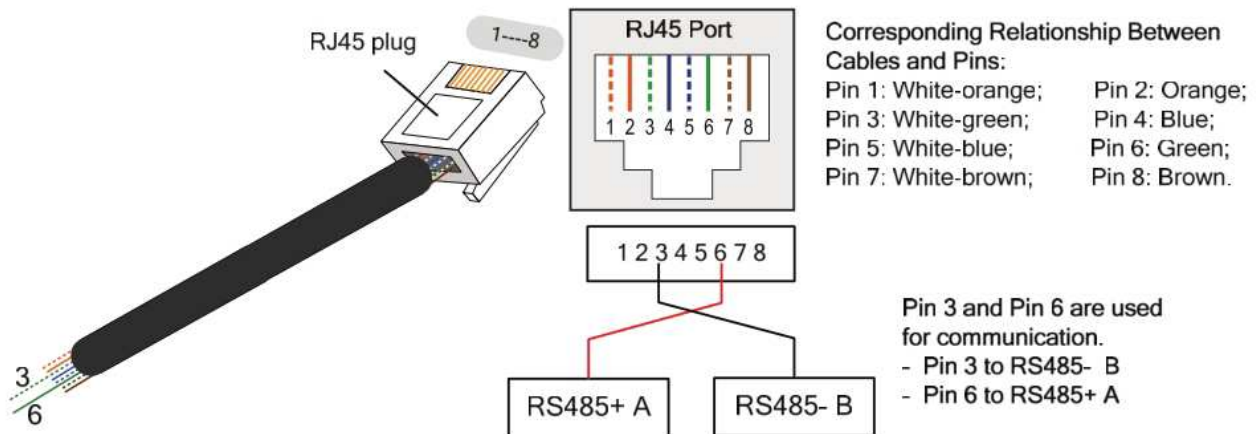 RJ45 plug
1----8
RJ45 Port
1 2 3 4 5 6 7 8
Corresponding Relationship Between
Cables and Pins:
Pin 1: White-orange; Pin 2: Orange;
Pin 3: White-green; Pin 4: Blue;
Pin 5: White-blue; Pin 6: Green;
Pin 7: White-brown; Pin 8: Brown.
1 2 3 4 5 6 7 8
Pin 3 and Pin 6 are used
for communication.
- Pin 3 to RS485- B
- Pin 6 to RS485+ A
3
6
RS485+ A
RS485- B